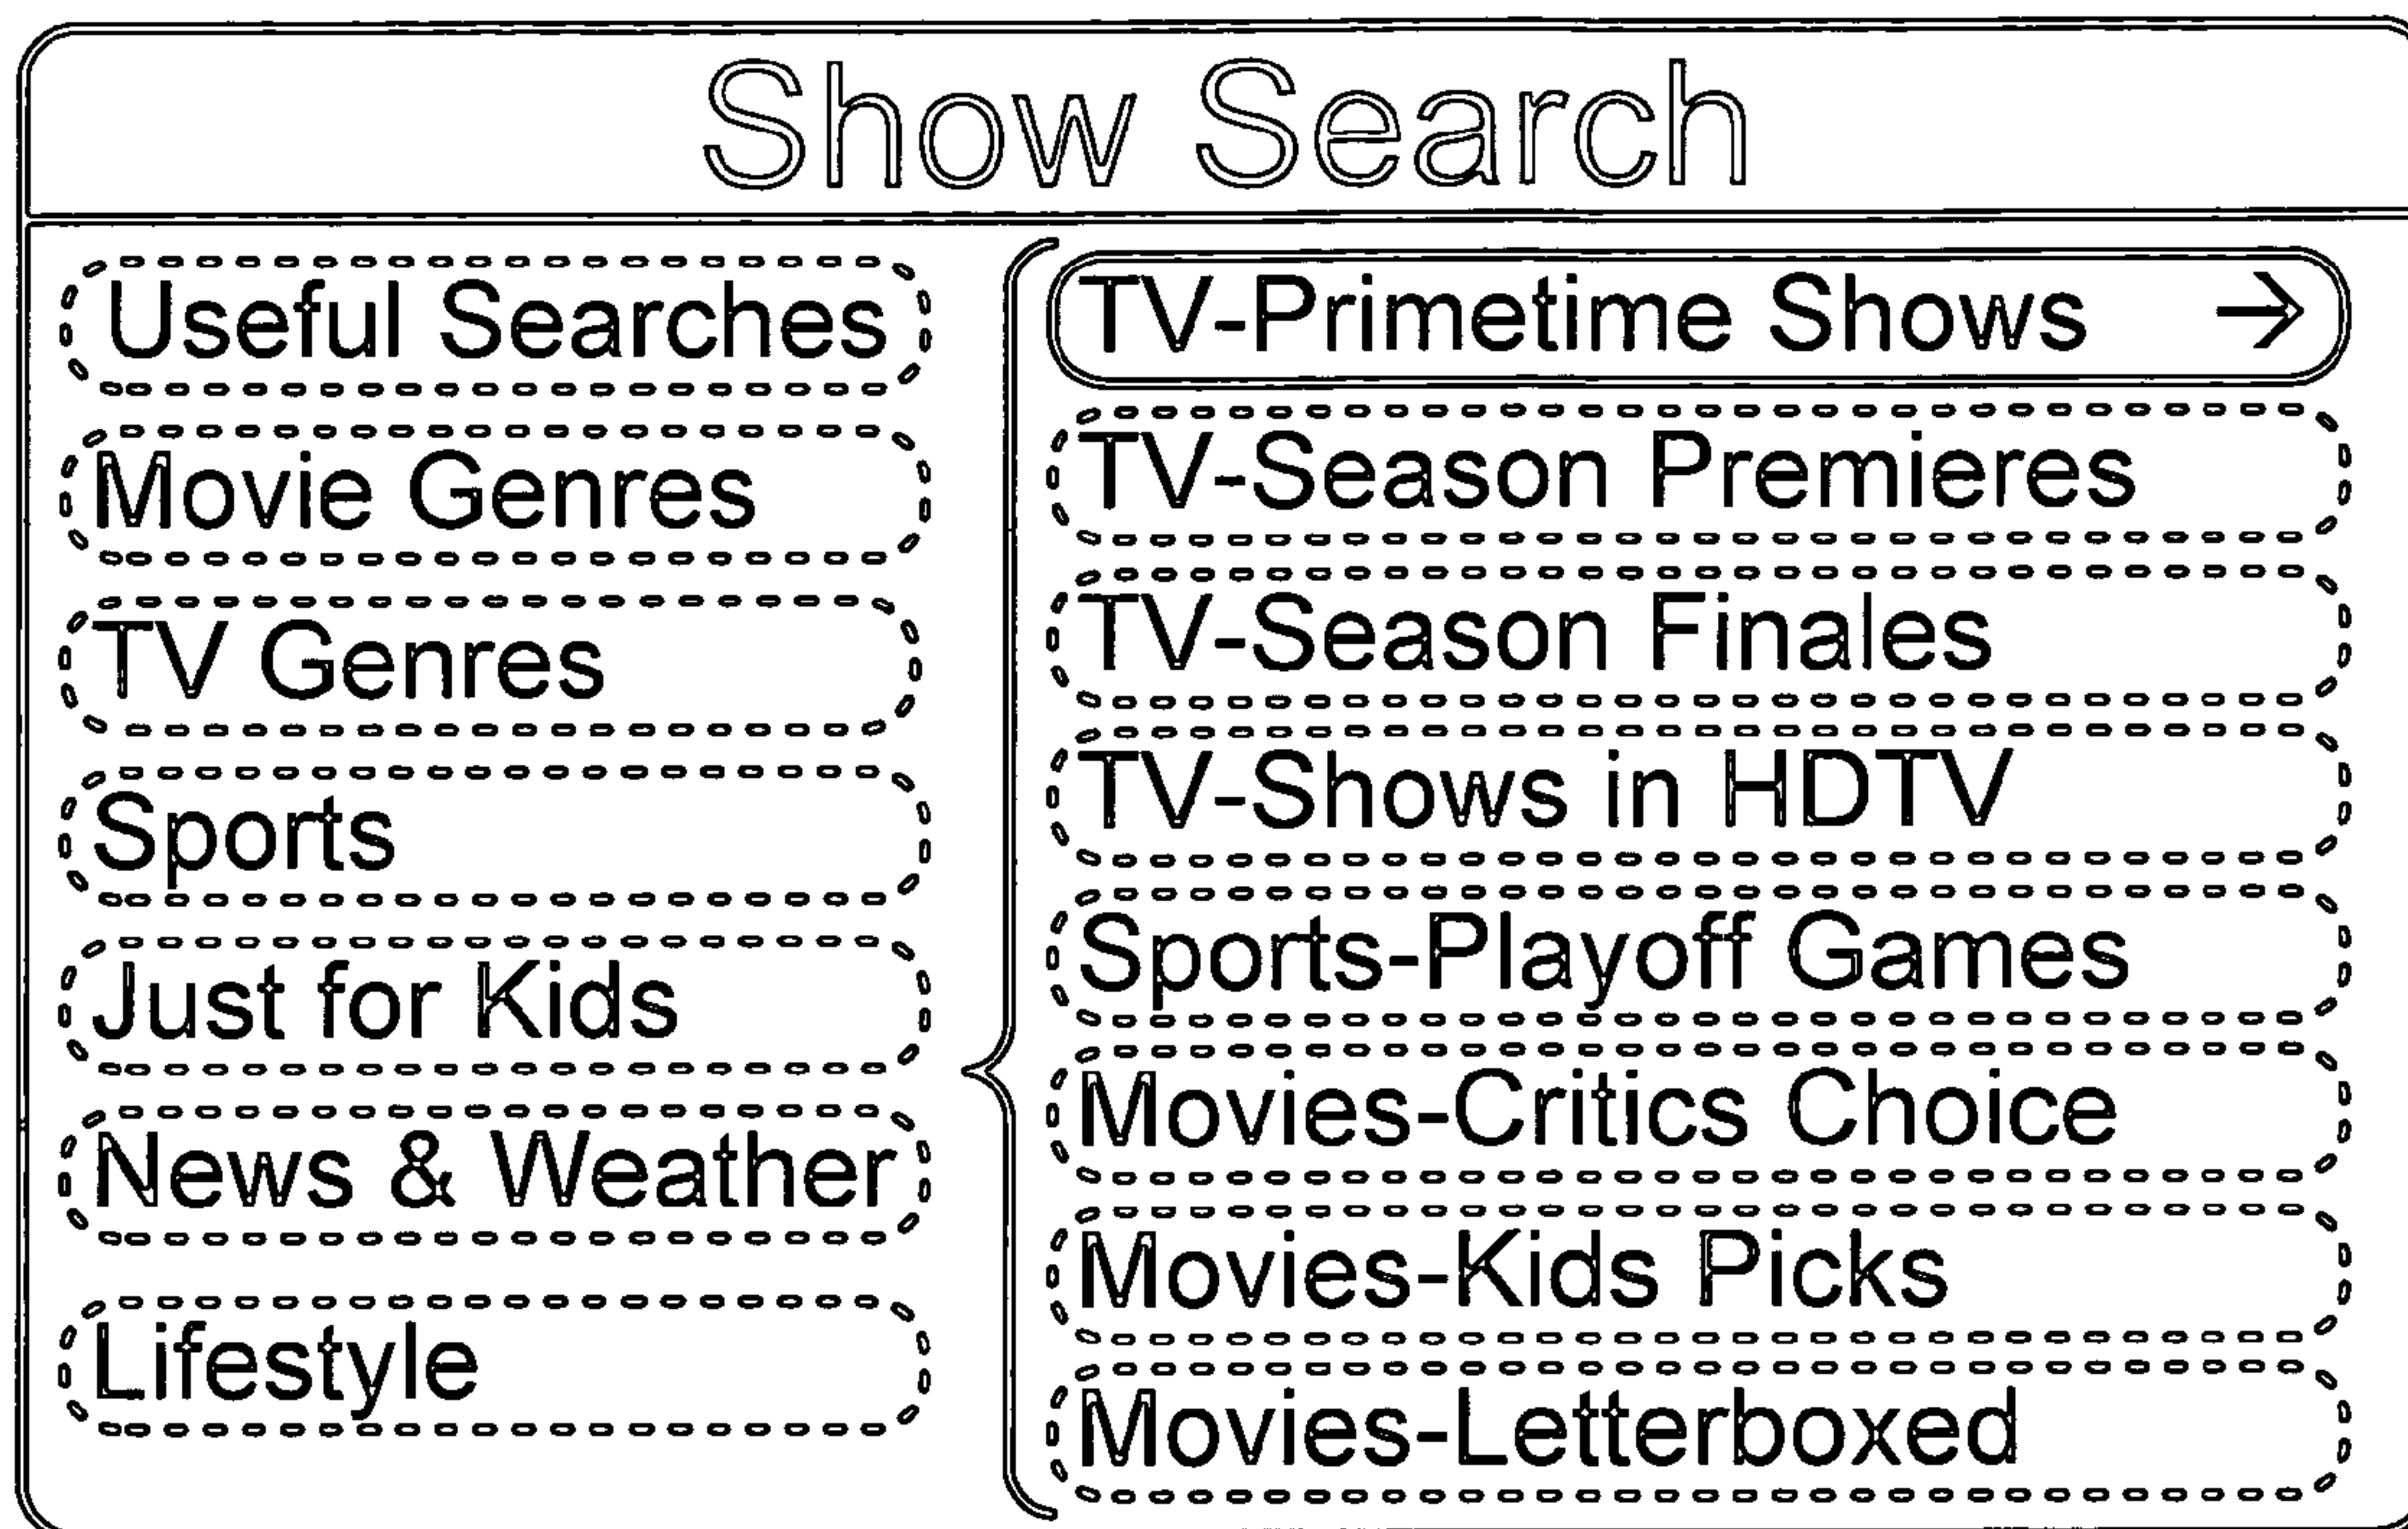 Show Search
Useful Searches
Movie Genres
TV Genres
Sports
Just for Kids
News & Weather
Lifestyle
TV-Primetime Shows →
TV-Season Premieres
TV-Season Finales
TV-Shows in HDTV
Sports-Playoff Games
Movies-Critics Choice
Movies-Kids Picks
Movies-Letterboxed